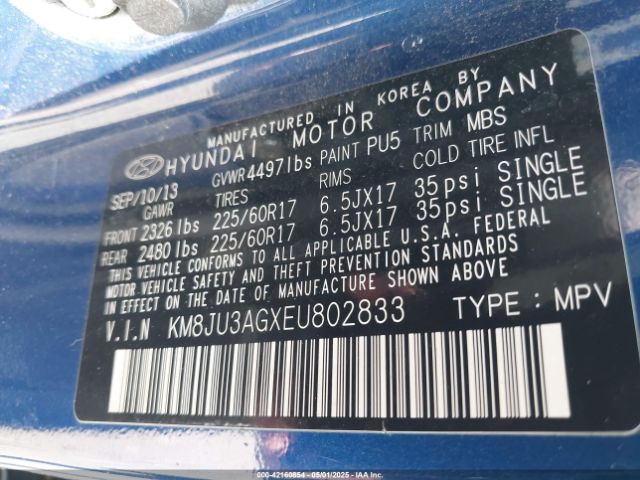 MANUFACTURED IN KOREA BY
HYUNDAI MOTOR COMPANY
SEP/10/13 GVWR 4497lbs PAINT PU5 TRIM MBS
GAWR TIRES RIMS COLD TIRE INFL
FRONT 2326 lbs 225/60R17 6.5JX17 35psi SINGLE
REAR 2480 lbs 225/60R17 6.5JX17 35psi SINGLE
THIS VEHICLE CONFORMS TO ALL APPLICABLE U.S.A. FEDERAL
MOTOR VEHICLE SAFETY AND THEFT PREVENTION STANDARDS
IN EFFECT ON THE DATE OF MANUFACTURE SHOWN ABOVE
V.I.N KM8JU3AGXEU802833 TYPE : MPV
000-42160854 - 05/01/2025 - IAA Inc.